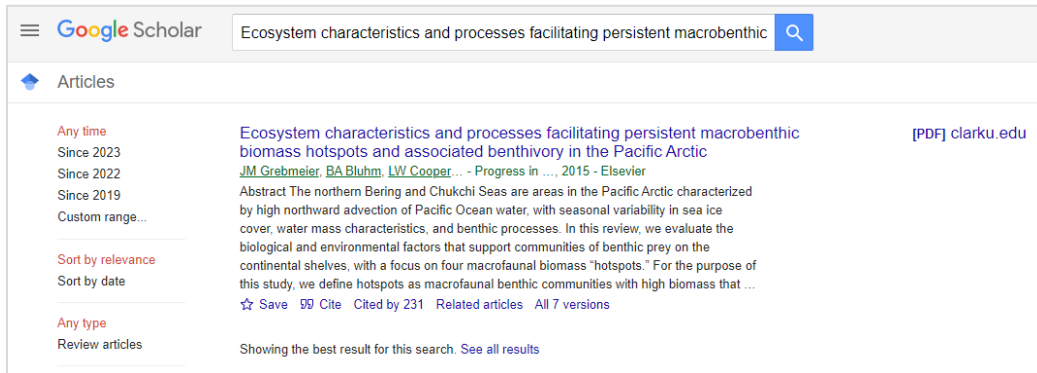 Google Scholar
Ecosystem characteristics and processes facilitating persistent macrobenthic
Articles
Any time
Since 2023
Since 2022
Since 2019
Custom range...
Sort by relevance
Sort by date
Any type
Review articles
Ecosystem characteristics and processes facilitating persistent macrobenthic
biomass hotspots and associated benthivory in the Pacific Arctic
JM Grebmeier, BA Bluhm, LW Cooper... - Progress in ..., 2015 - Elsevier
Abstract The northern Bering and Chukchi Seas are areas in the Pacific Arctic characterized
by high northward advection of Pacific Ocean water, with seasonal variability in sea ice
cover, water mass characteristics, and benthic processes. In this review, we evaluate the
biological and environmental factors that support communities of benthic prey on the
continental shelves, with a focus on four macrofaunal biomass “hotspots.” For the purpose of
this study, we define hotspots as macrofaunal benthic communities with high biomass that ...
Save Cite Cited by 231 Related articles All 7 versions
[PDF] clarku.edu
Showing the best result for this search. See all results